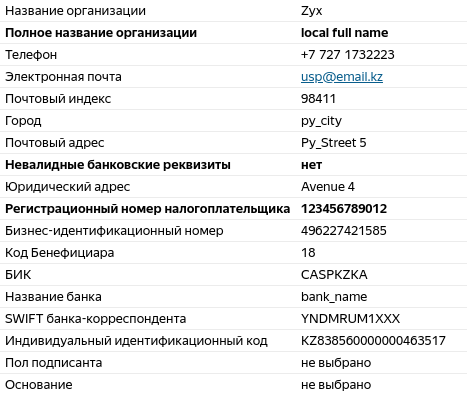 Название организации Zyx
Полное название организации local full name
Телефон +7 727 1732223
Электронная почта usp@email.kz
Почтовый индекс 98411
Город py_city
Почтовый адрес Py_Street 5
Невалидные банковские реквизиты нет
Юридический адрес Avenue 4
Регистрационный номер налогоплательщика 123456789012
Бизнес-идентификационный номер 496227421585
Код Бенефициара 18
БИК CASPKZKA
Название банка bank_name
SWIFT банка-корреспондента YNDMRUM1XXX
Индивидуальный идентификационный код KZ838560000000463517
Пол подписанта не выбрано
Основание не выбрано